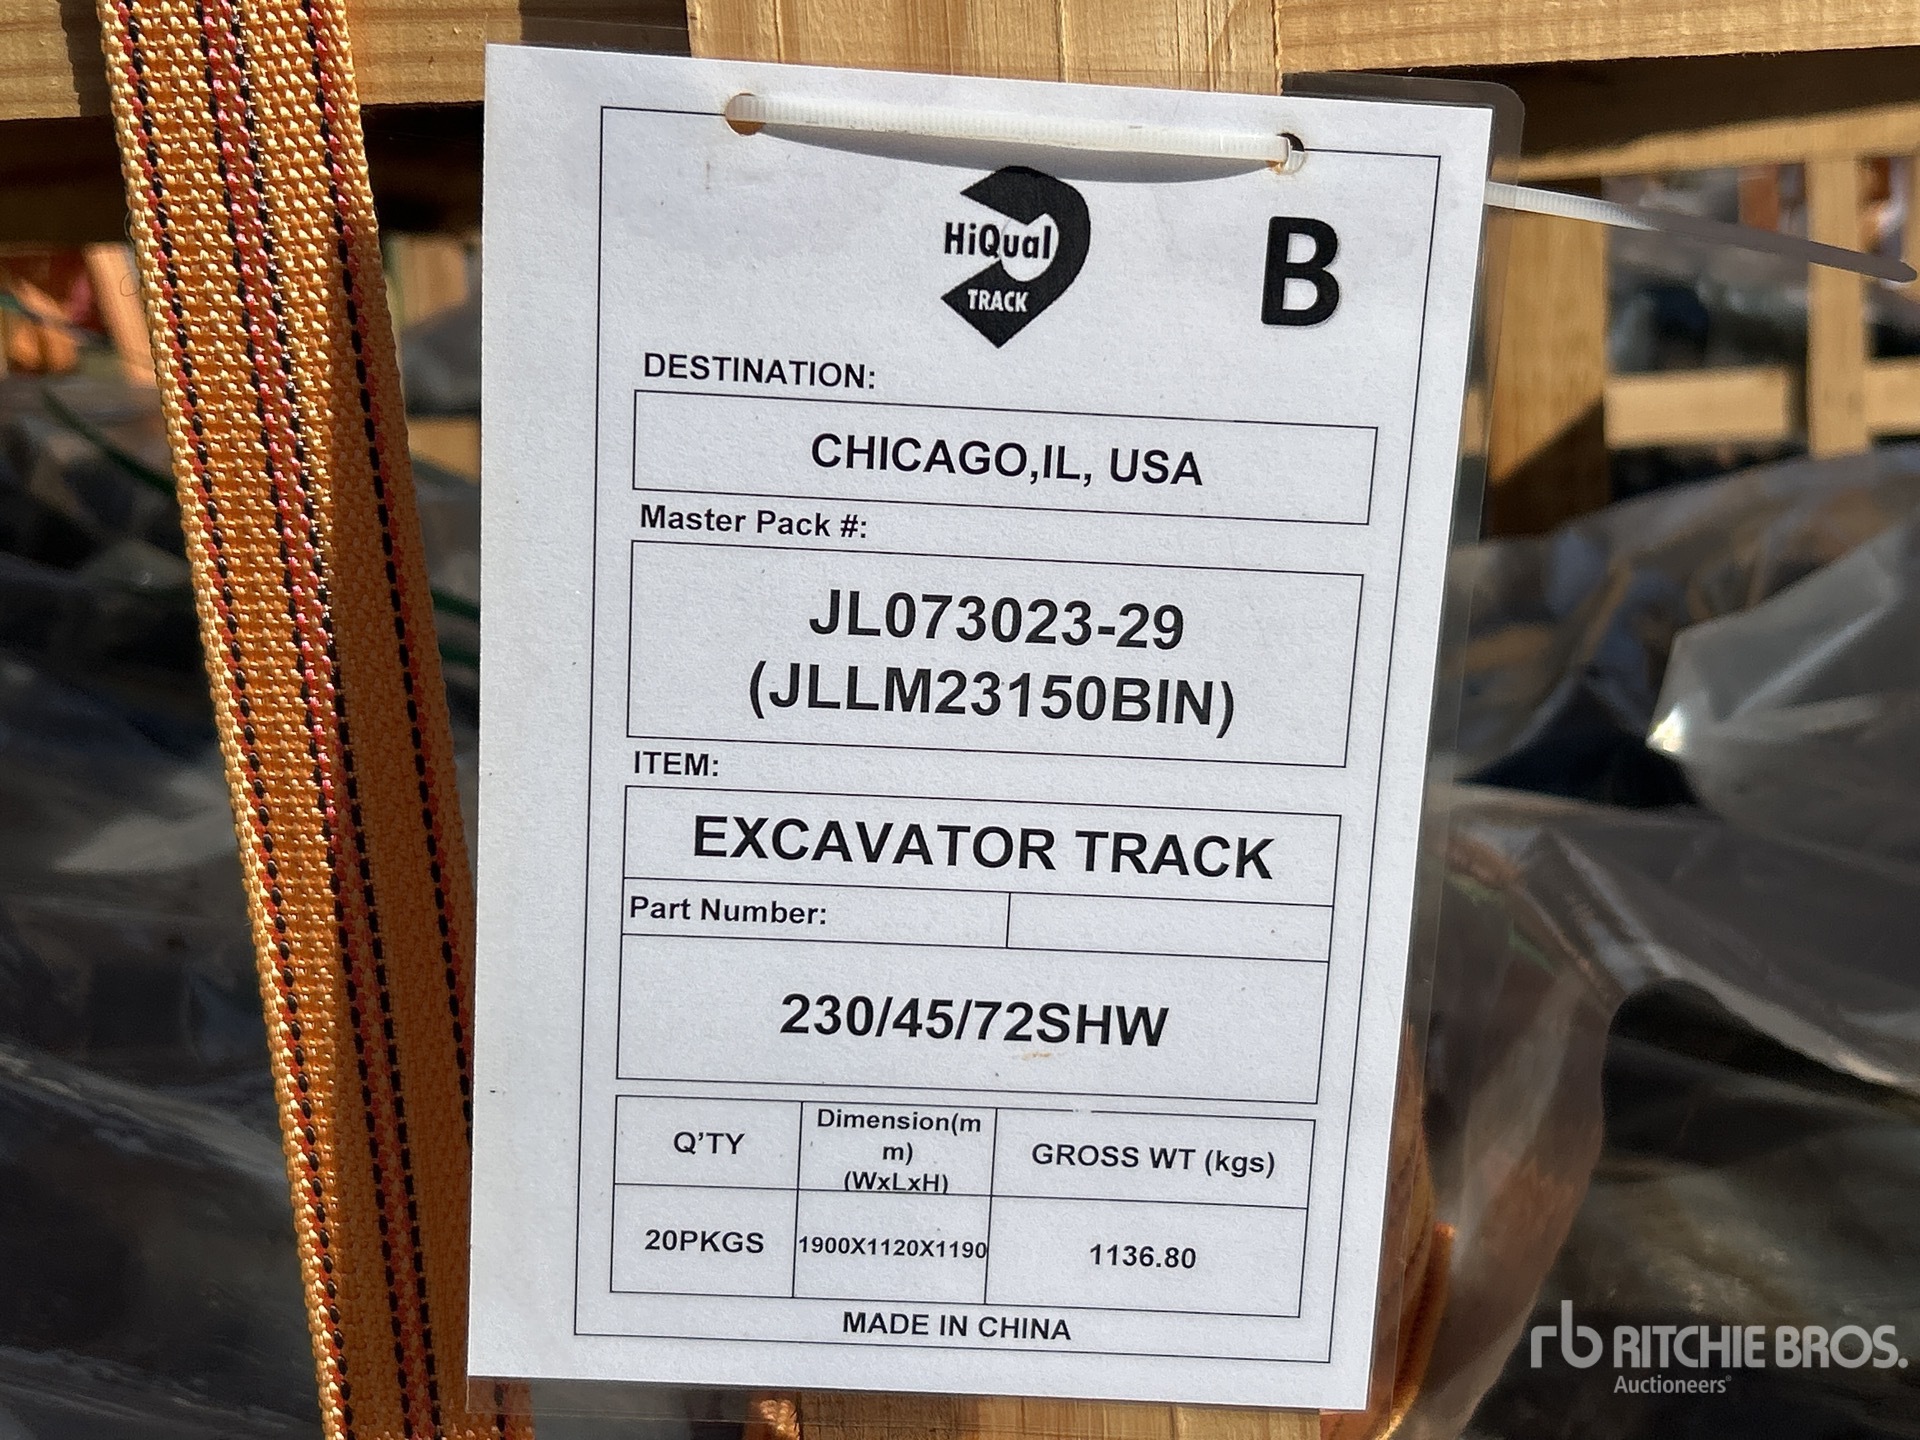 HiQual
TRACK
B
DESTINATION:
CHICAGO,IL, USA
Master Pack #:
JL073023-29
(JLLM23150BIN)
ITEM:
EXCAVATOR TRACK
Part Number:
230/45/72SHW
Q'TY
Dimension(m
m)
(WxLxH)
GROSS WT (kgs)
20PKGS
1900X1120X1190
1136.80
MADE IN CHINA
rb RITCHIE BROS.
Auctioneers